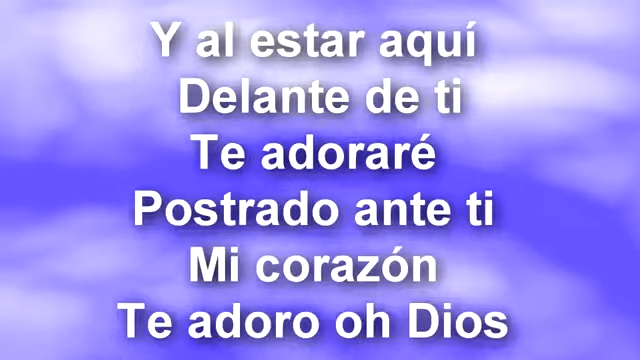 Y al estar aquí
Delante de ti
Te adoraré
Postrado ante ti
Mi corazón
Te adoro oh Dios